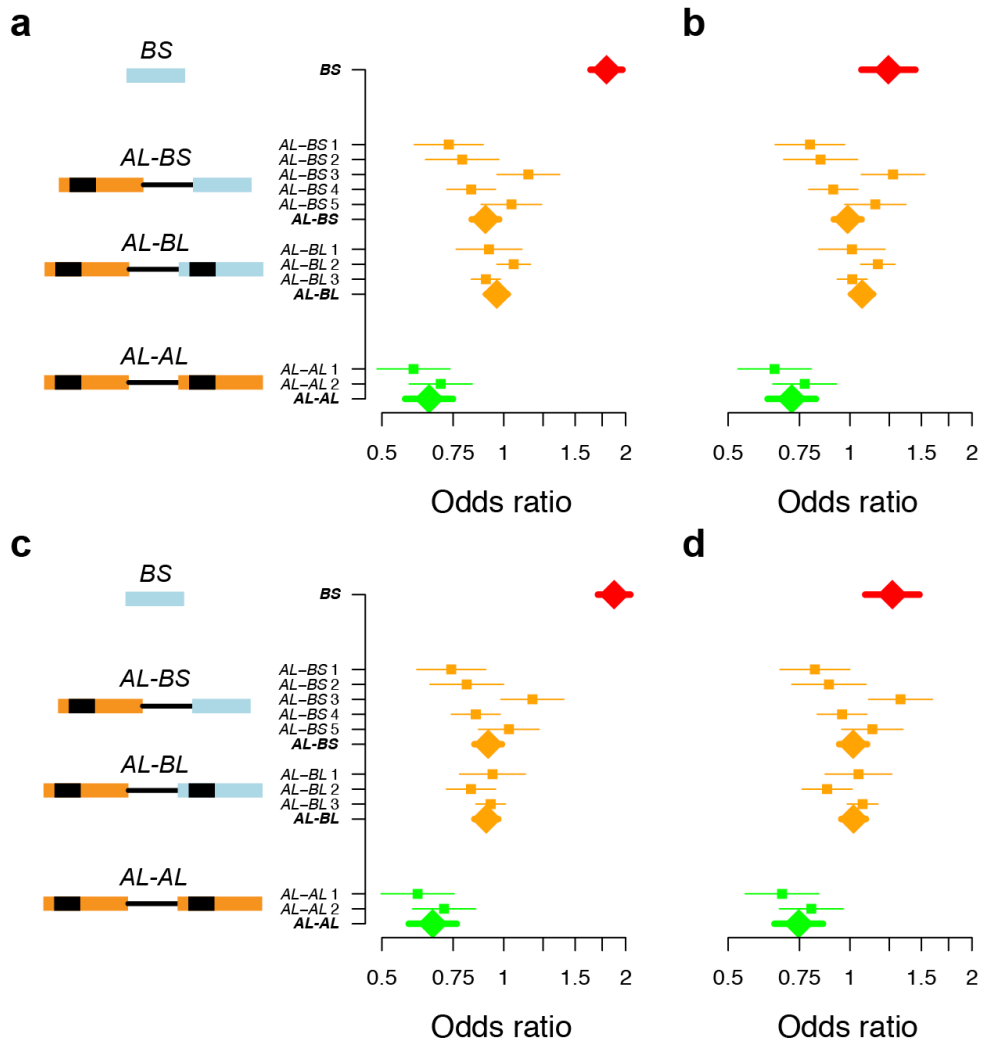 a
BS
AL-BS
AL-BL
AL-AL
BS
AL−BS 1
AL−BS 2
AL−BS 3
AL−BS 4
AL−BS 5
AL−BS
AL−BL 1
AL−BL 2
AL−BL 3
AL−BL
AL−AL 1
AL−AL 2
AL−AL
0.5 0.75 1 1.5 2
Odds ratio
b
0.5 0.75 1 1.5 2
Odds ratio
c
BS
AL-BS
AL-BL
AL-AL
BS
AL−BS 1
AL−BS 2
AL−BS 3
AL−BS 4
AL−BS 5
AL−BS
AL−BL 1
AL−BL 2
AL−BL 3
AL−BL
AL−AL 1
AL−AL 2
AL−AL
0.5 0.75 1 1.5 2
Odds ratio
d
0.5 0.75 1 1.5 2
Odds ratio